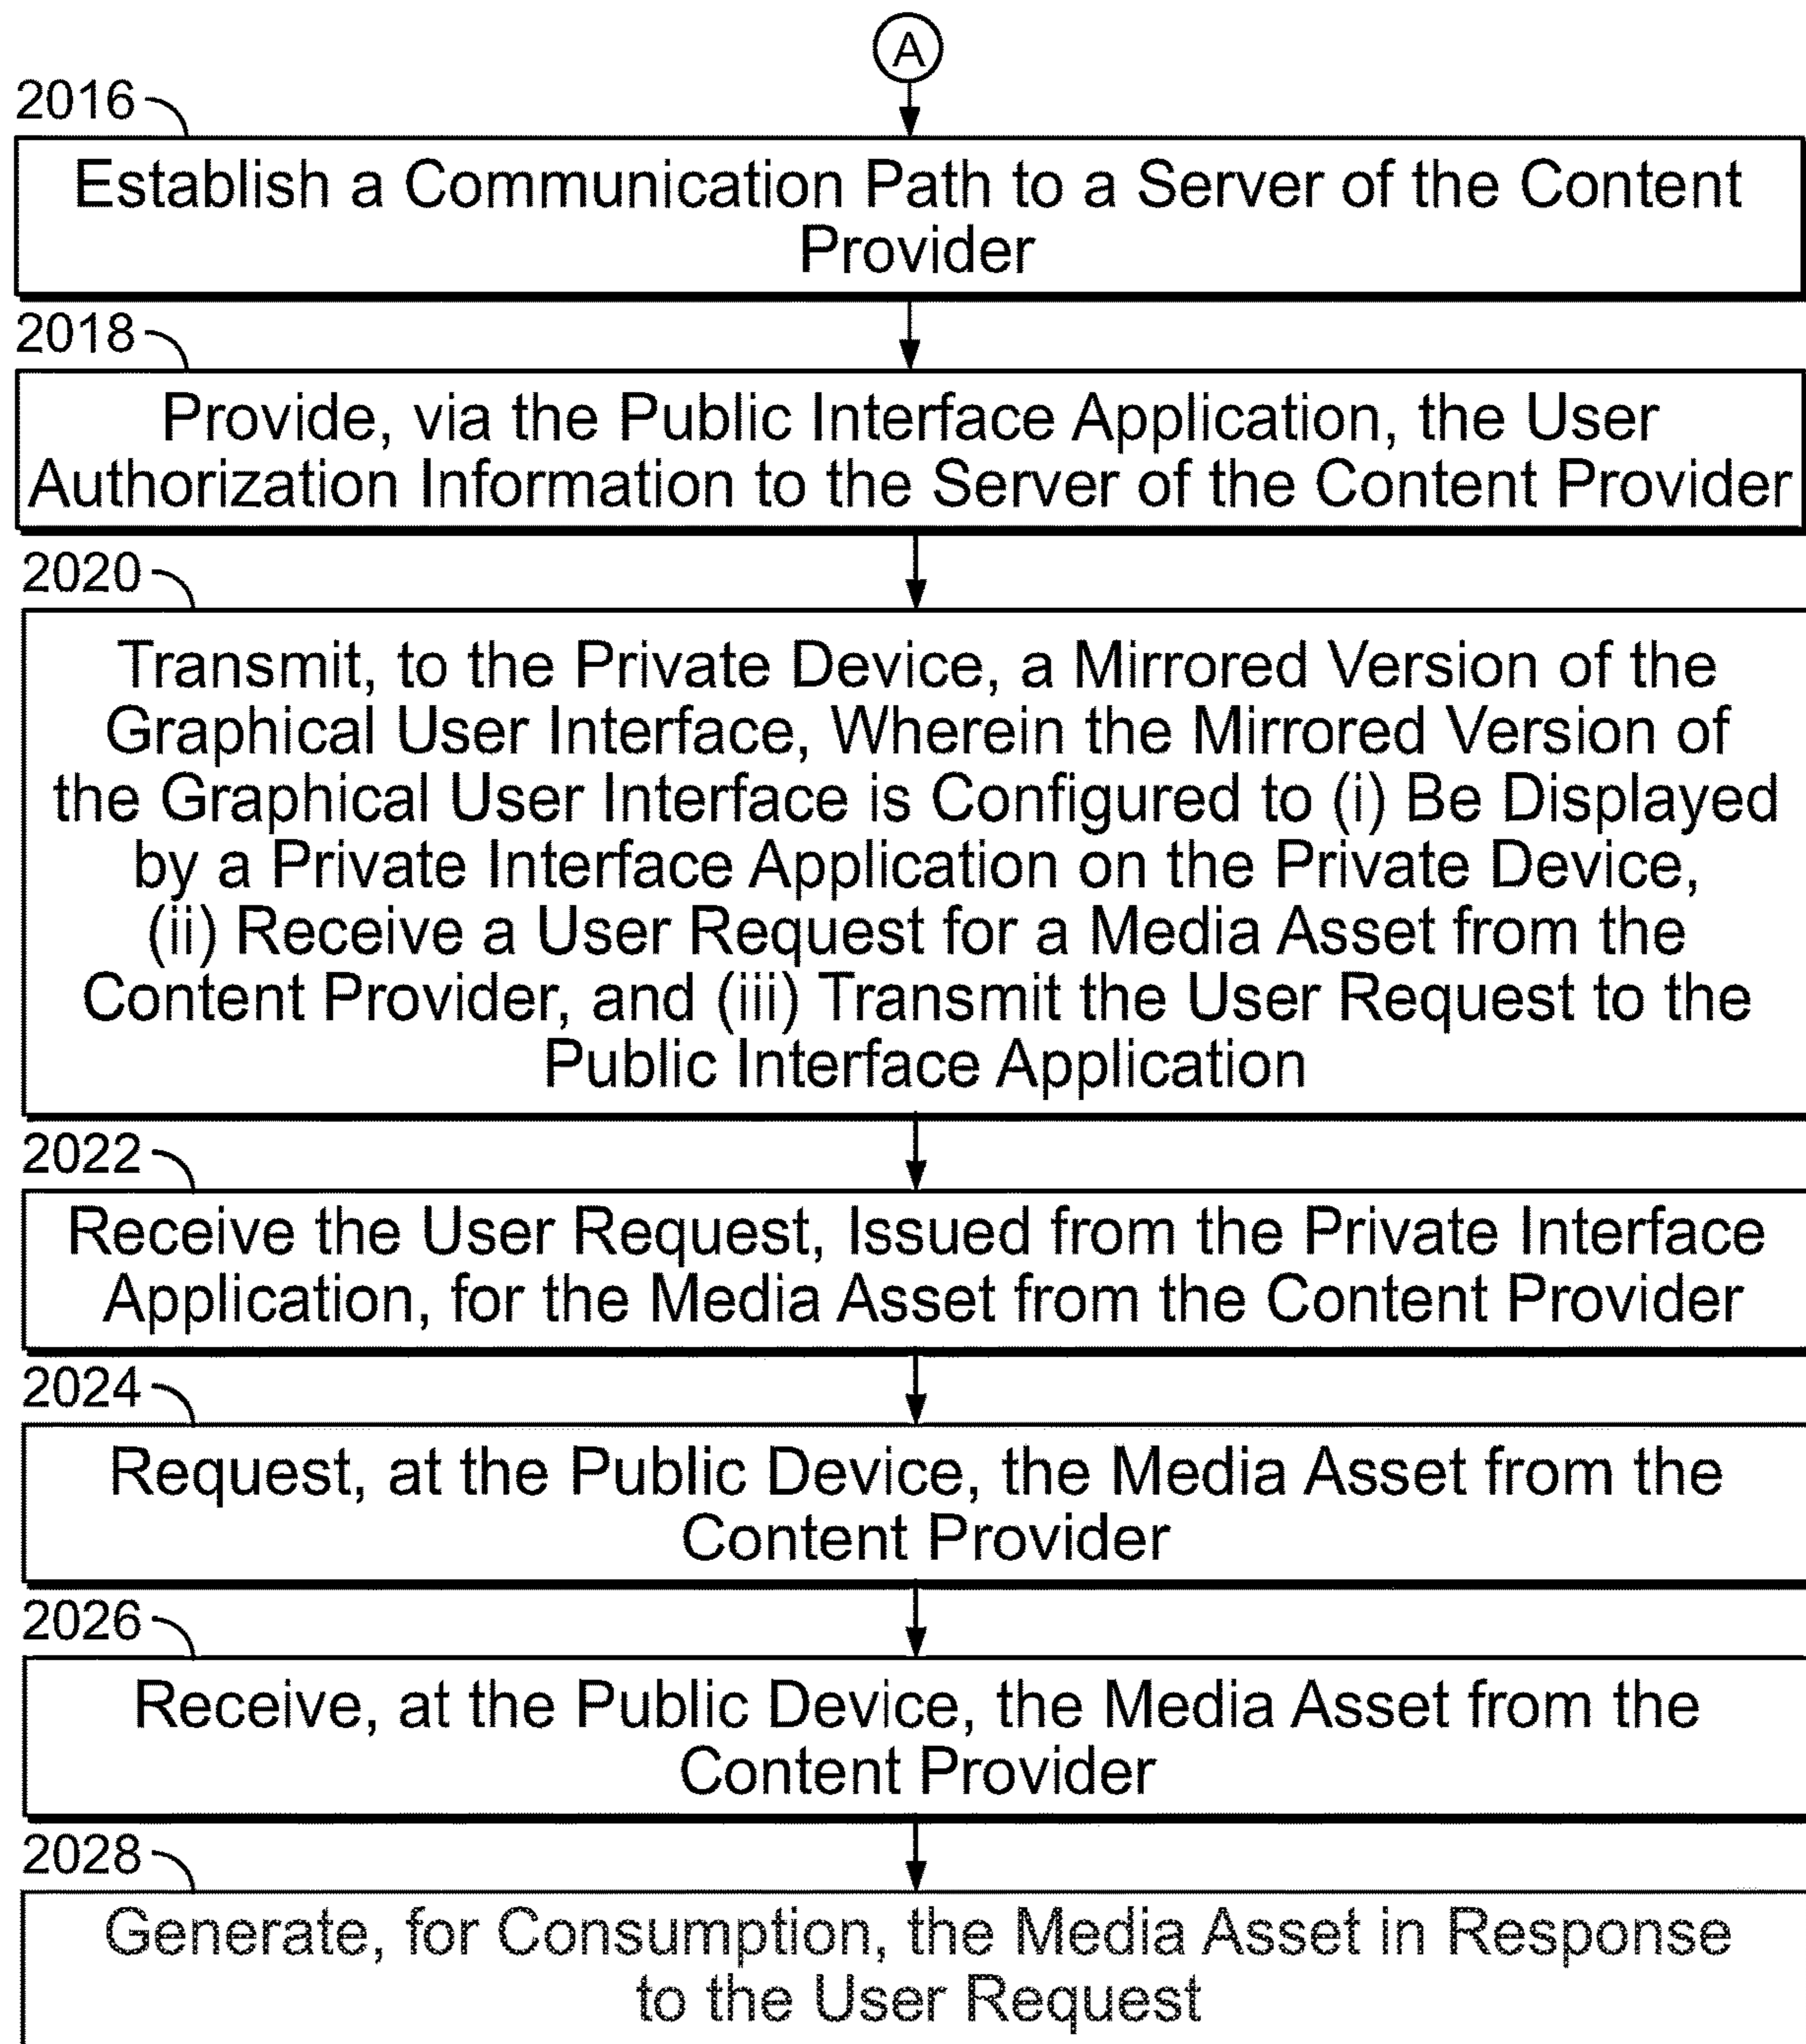 A
2016
Establish a Communication Path to a Server of the Content
Provider
2018
Provide, via the Public Interface Application, the User
Authorization Information to the Server of the Content Provider
2020
Transmit, to the Private Device, a Mirrored Version of the
Graphical User Interface, Wherein the Mirrored Version of
the Graphical User Interface is Configured to (i) Be Displayed
by a Private Interface Application on the Private Device,
(ii) Receive a User Request for a Media Asset from the
Content Provider, and (iii) Transmit the User Request to the
Public Interface Application
2022
Receive the User Request, Issued from the Private Interface
Application, for the Media Asset from the Content Provider
2024
Request, at the Public Device, the Media Asset from the
Content Provider
2026
Receive, at the Public Device, the Media Asset from the
Content Provider
2028
Generate, for Consumption, the Media Asset in Response
to the User Request